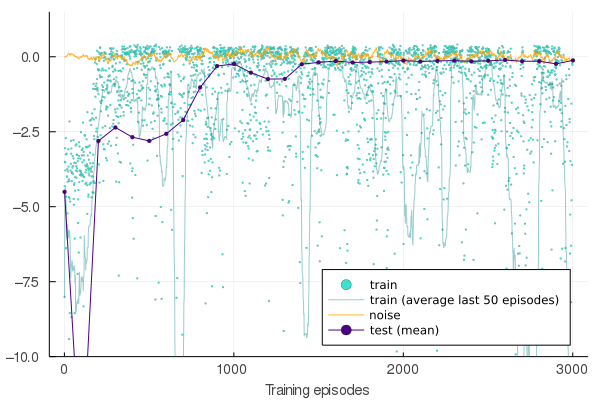 0.0
−2.5
−5.0
−7.5
−10.0
0
1000
2000
3000
Training episodes
train
train (average last 50 episodes)
noise
test (mean)